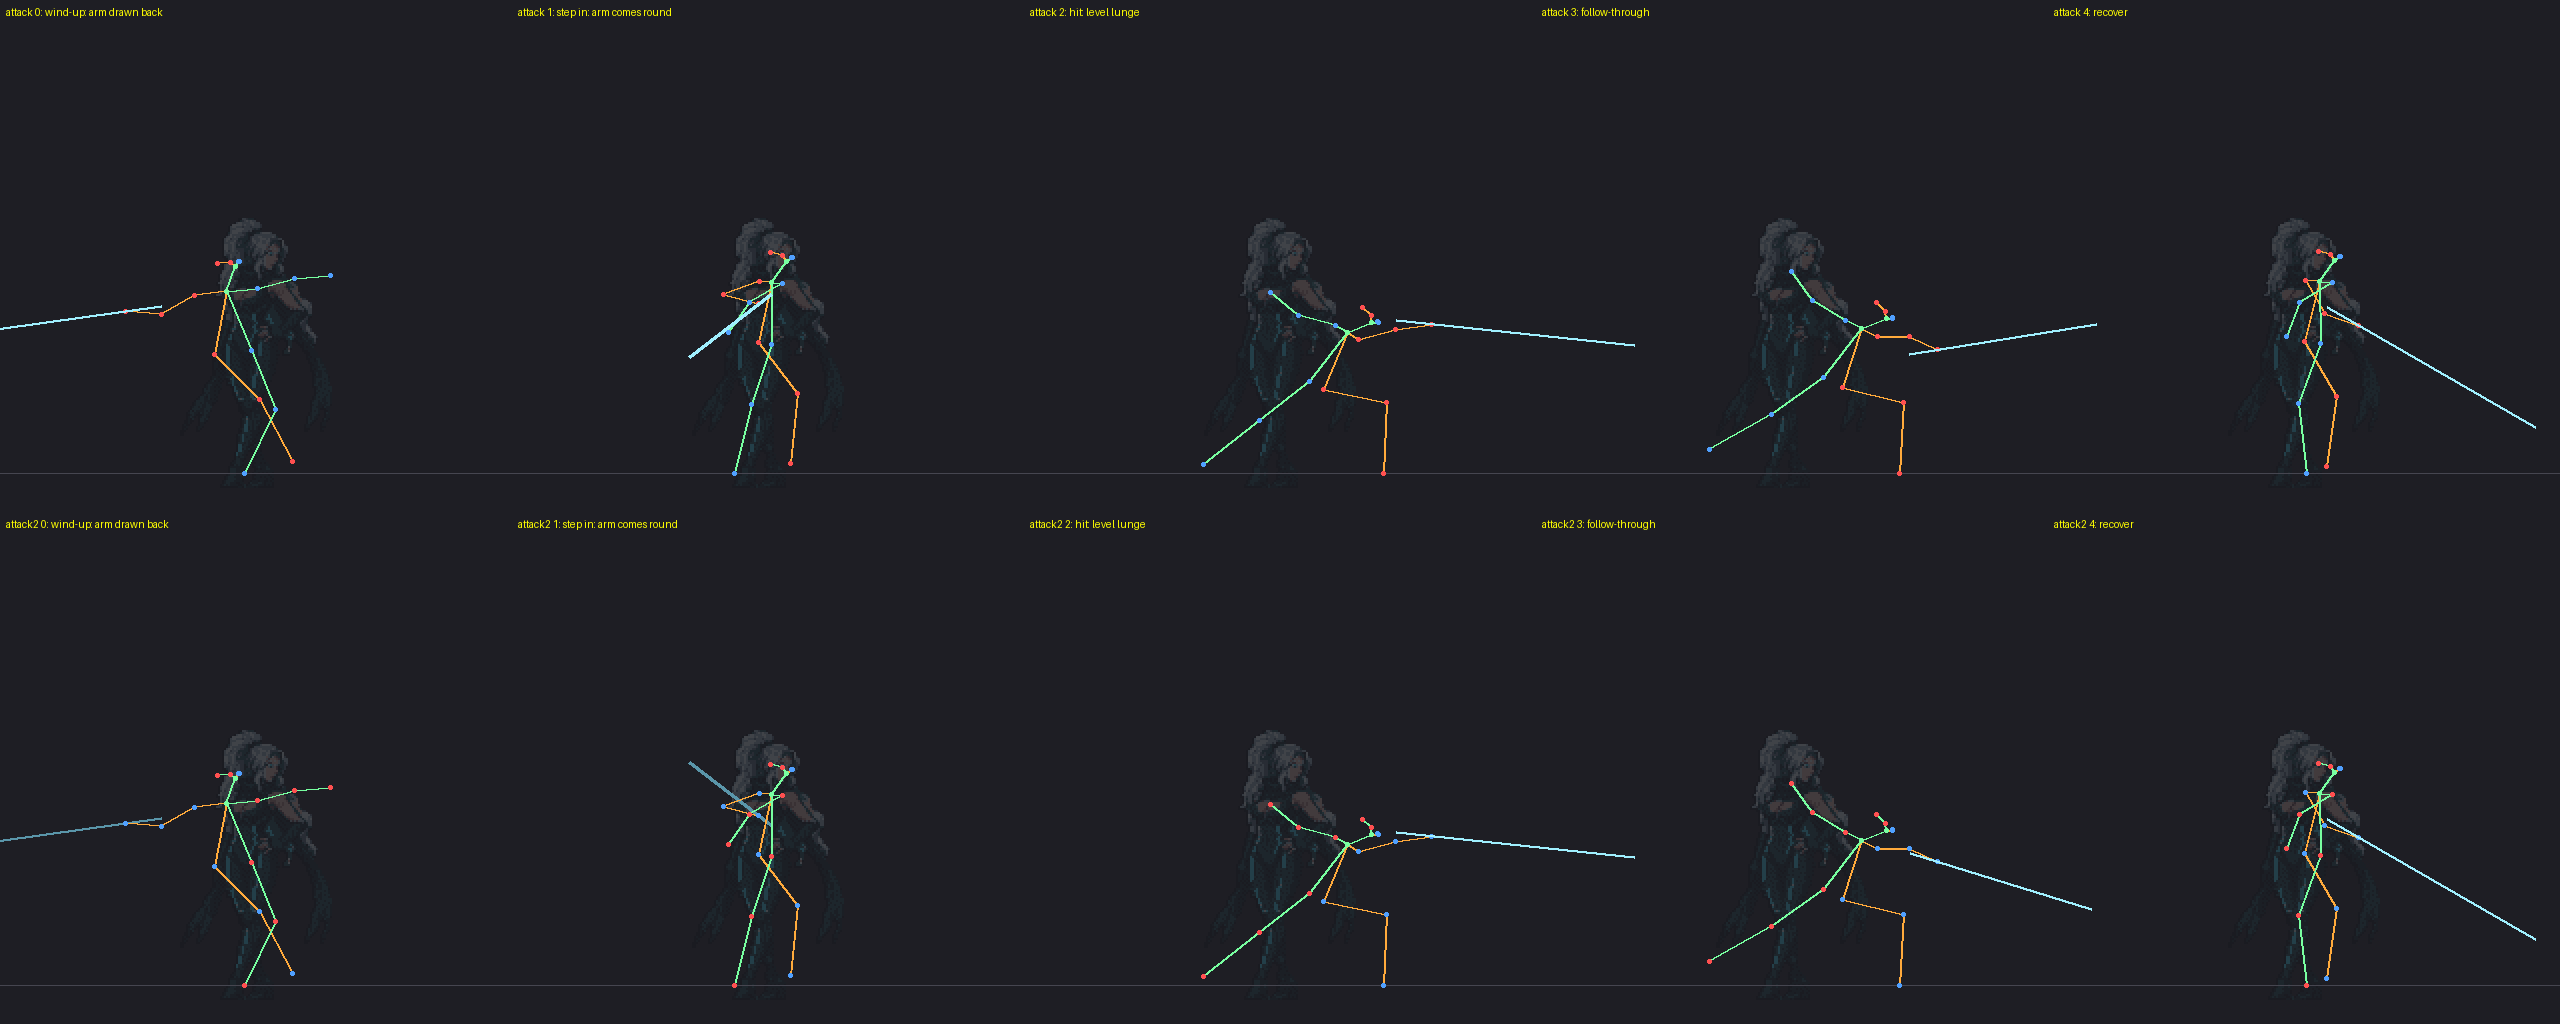 attack 0: wind-up: arm drawn back
attack 1: step in: arm comes round
attack 2: hit: level lunge
attack 3: follow-through
attack 4: recover
attack2 0: wind-up: arm drawn back
attack2 1: step in: arm comes round
attack2 2: hit: level lunge
attack2 3: follow-through
attack2 4: recover